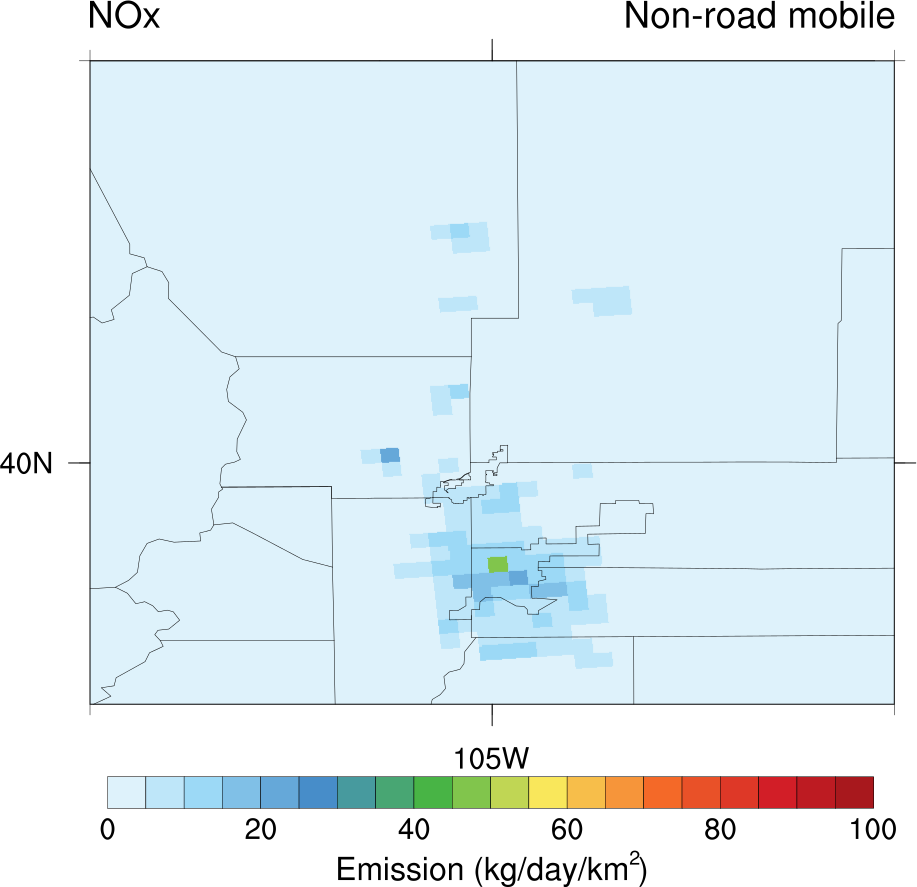 NOx Non-road mobile
40N
105W
0 20 40 60 80 100
Emission (kg/day/km²)